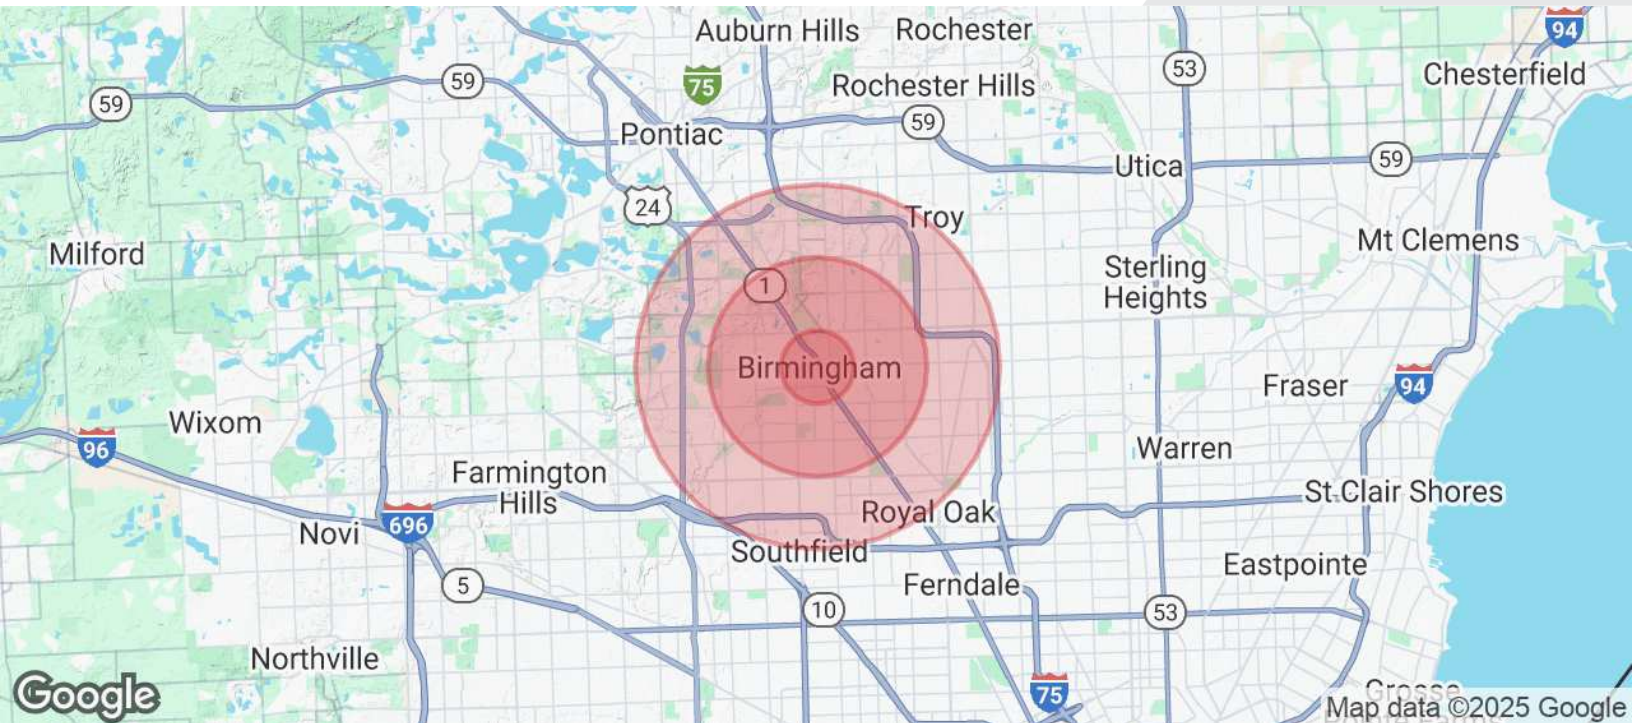 Auburn Hills
Rochester
94
53
Chesterfield
59
75
Rochester Hills
59
59
Pontiac
Utica
59
24
Troy
Milford
Mt Clemens
Sterling
Heights
1
Birmingham
Fraser
94
Wixom
96
Warren
Farmington
Hills
St Clair Shores
Royal Oak
Novi
696
Southfield
Eastpointe
5
Ferndale
10
53
Northville
Google
75
Grosse
Map data ©2025 Google